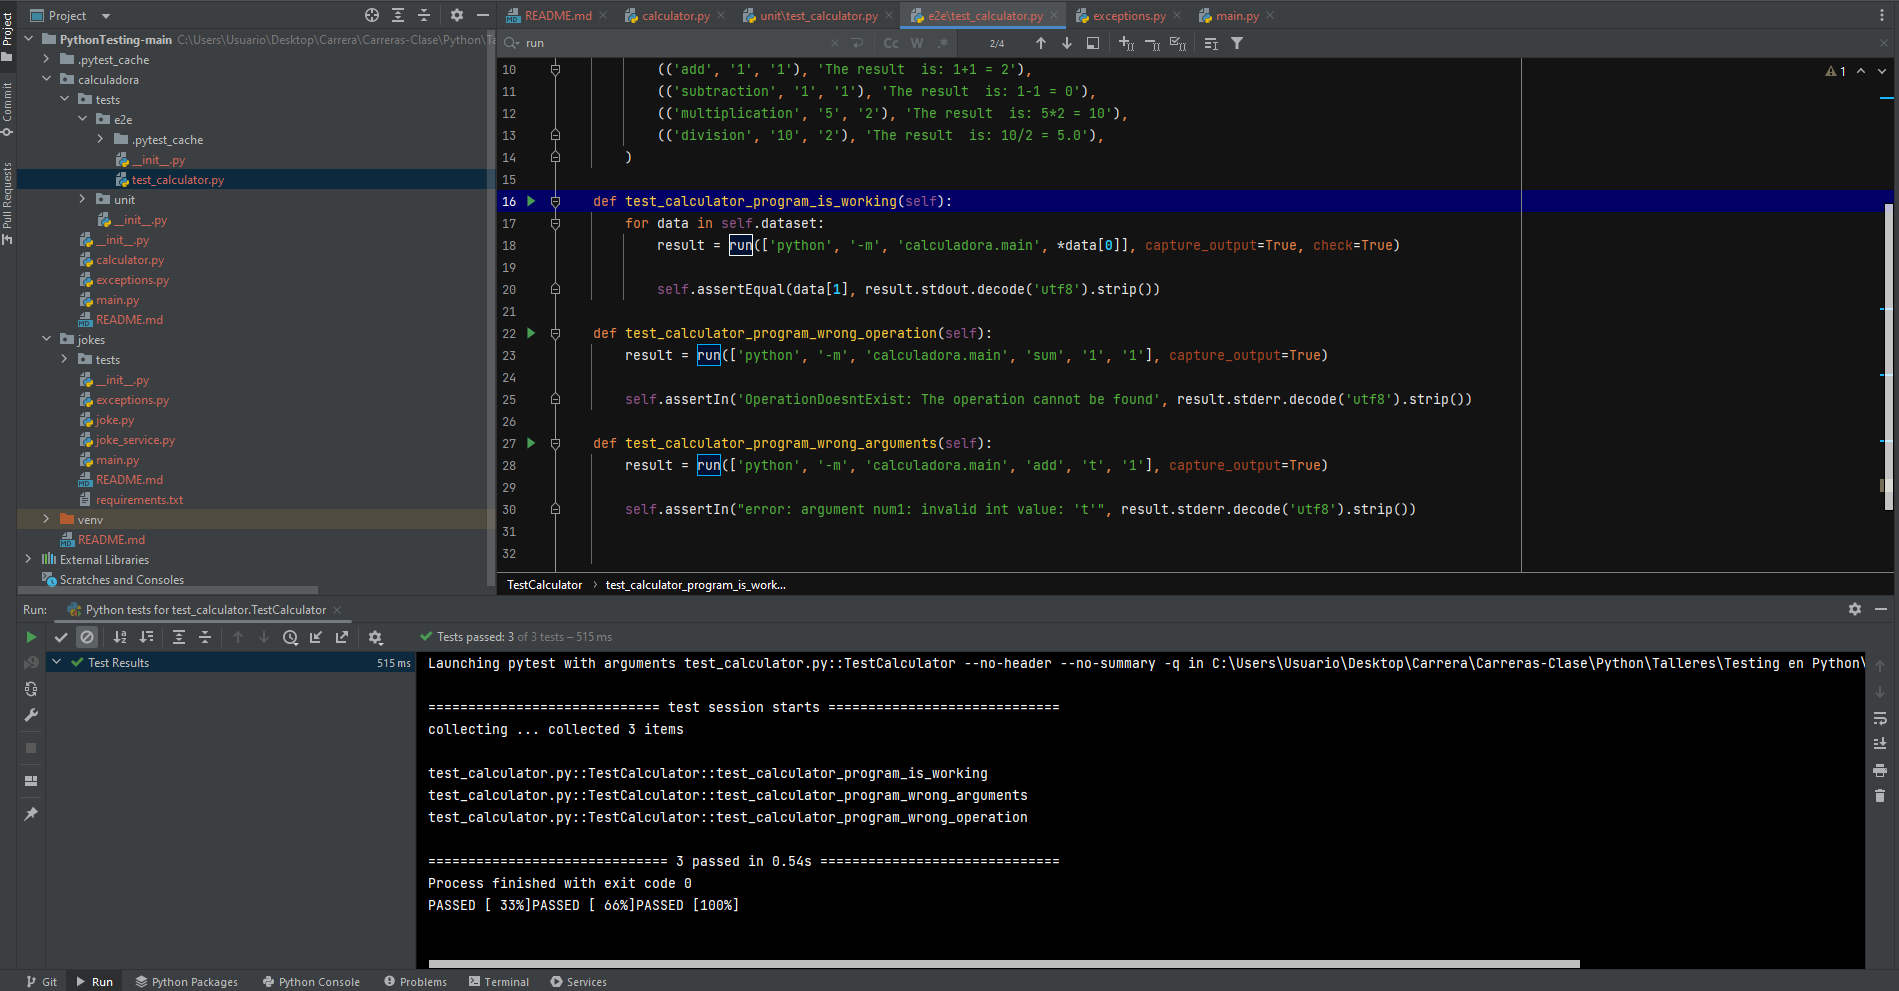 Project
README.md
calculator.py
unit\test_calculator.py
e2e\test_calculator.py
exceptions.py
main.py
Project
Commit
Pull Requests
PythonTesting-main C:\Users\Usuario\Desktop\Carrera\Carreras-Clase\Python\Te
.pytest_cache
calculadora
tests
e2e
.pytest_cache
__init__.py
test_calculator.py
unit
__init__.py
__init__.py
calculator.py
exceptions.py
main.py
README.md
jokes
tests
__init__.py
exceptions.py
joke.py
joke_service.py
main.py
README.md
requirements.txt
venv
README.md
External Libraries
Scratches and Consoles
run
Cc W .* 2/4
1
10 (('add', '1', '1'), 'The result  is: 1+1 = 2'),
11 (('subtraction', '1', '1'), 'The result  is: 1-1 = 0'),
12 (('multiplication', '5', '2'), 'The result  is: 5*2 = 10'),
13 (('division', '10', '2'), 'The result  is: 10/2 = 5.0'),
14 )
15
16 def test_calculator_program_is_working(self):
17 for data in self.dataset:
18 result = run(['python', '-m', 'calculadora.main', *data[0]], capture_output=True, check=True)
19
20 self.assertEqual(data[1], result.stdout.decode('utf8').strip())
21
22 def test_calculator_program_wrong_operation(self):
23 result = run(['python', '-m', 'calculadora.main', 'sum', '1', '1'], capture_output=True)
24
25 self.assertIn('OperationDoesntExist: The operation cannot be found', result.stderr.decode('utf8').strip())
26
27 def test_calculator_program_wrong_arguments(self):
28 result = run(['python', '-m', 'calculadora.main', 'add', 't', '1'], capture_output=True)
29
30 self.assertIn("error: argument num1: invalid int value: 't'", result.stderr.decode('utf8').strip())
31
32
TestCalculator > test_calculator_program_is_work...
Run: Python tests for test_calculator.TestCalculator
Tests passed: 3 of 3 tests – 515 ms
Test Results 515 ms
Launching pytest with arguments test_calculator.py::TestCalculator --no-header --no-summary -q in C:\Users\Usuario\Desktop\Carrera\Carreras-Clase\Python\Talleres\Testing en Python\
============================= test session starts =============================
collecting ... collected 3 items
test_calculator.py::TestCalculator::test_calculator_program_is_working
test_calculator.py::TestCalculator::test_calculator_program_wrong_arguments
test_calculator.py::TestCalculator::test_calculator_program_wrong_operation
============================== 3 passed in 0.54s ==============================
Process finished with exit code 0
PASSED [ 33%]PASSED [ 66%]PASSED [100%]
Git
Run
Python Packages
Python Console
Problems
Terminal
Services